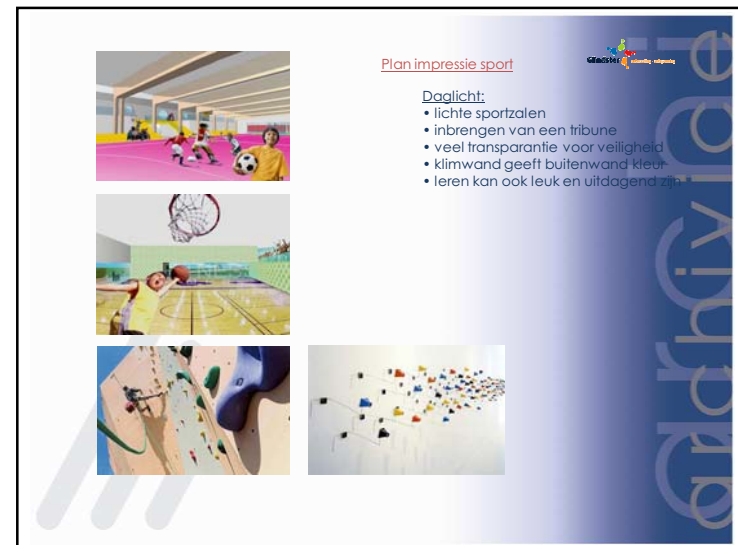 Plan impressie sport
Daglicht:
• lichte sportzalen
• inbrengen van een tribune
• veel transparantie voor veiligheid
• klimwand geeft buitenwand kleur
• leren kan ook leuk en uitdagend zijn